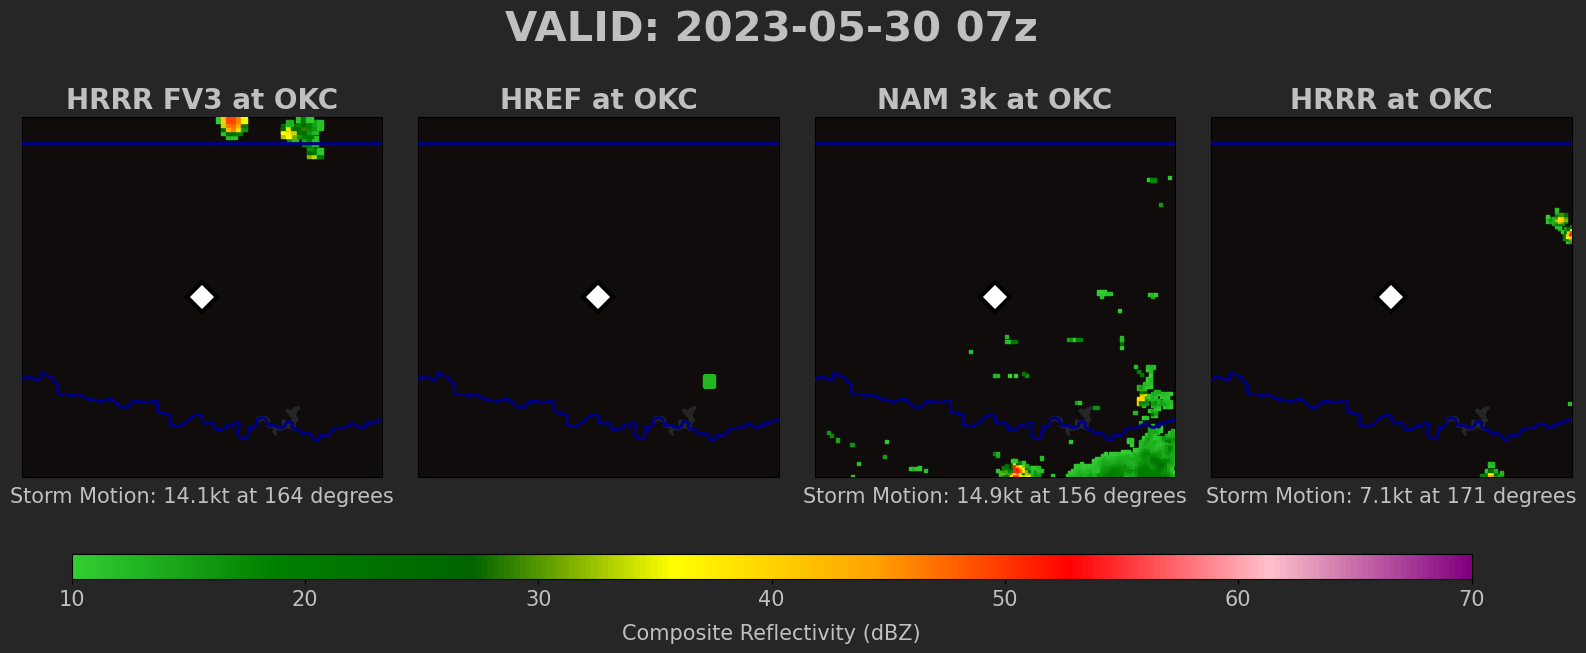 VALID: 2023-05-30 07z
HRRR FV3 at OKC
HREF at OKC
NAM 3k at OKC
HRRR at OKC
Storm Motion: 14.1kt at 164 degrees
Storm Motion: 14.9kt at 156 degrees
Storm Motion: 7.1kt at 171 degrees
10 20 30 40 50 60 70
Composite Reflectivity (dBZ)